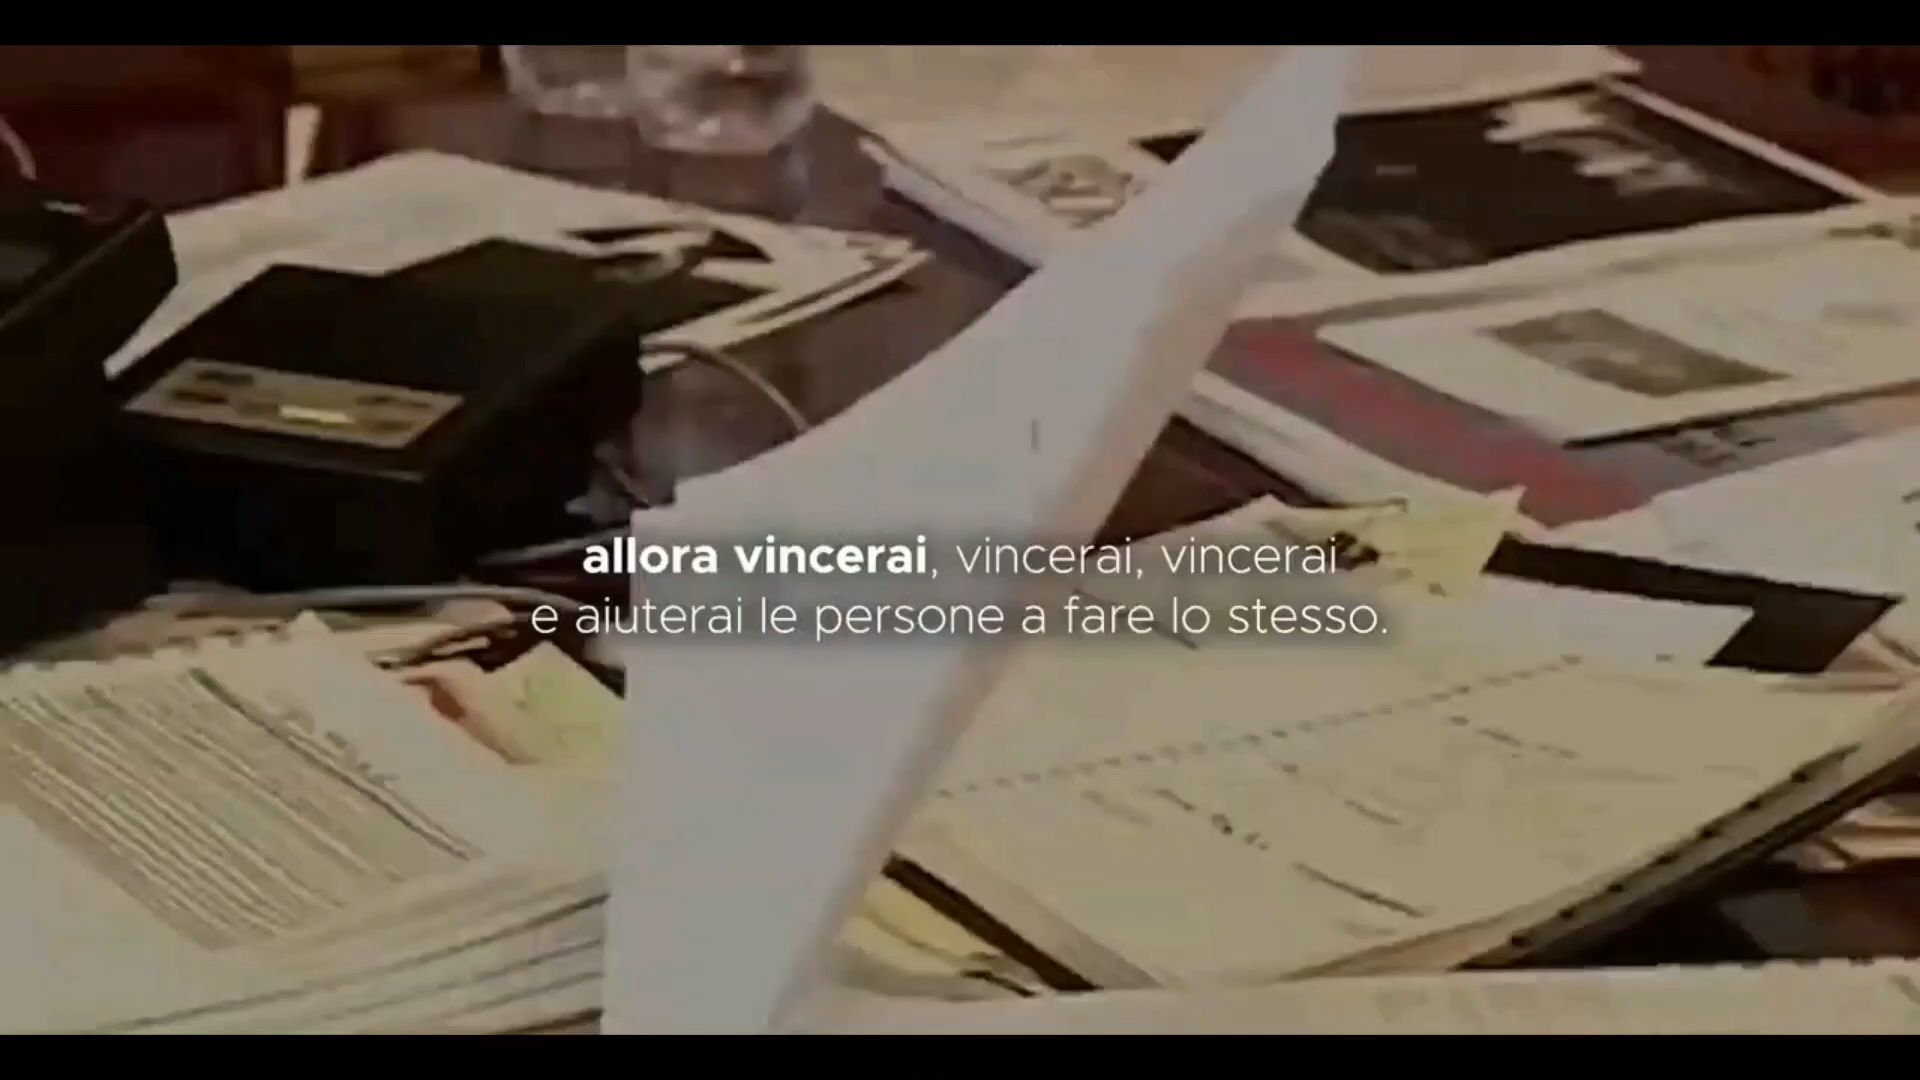 allora vincerai, vincerai, vincerai
e aiuterai le persone a fare lo stesso.